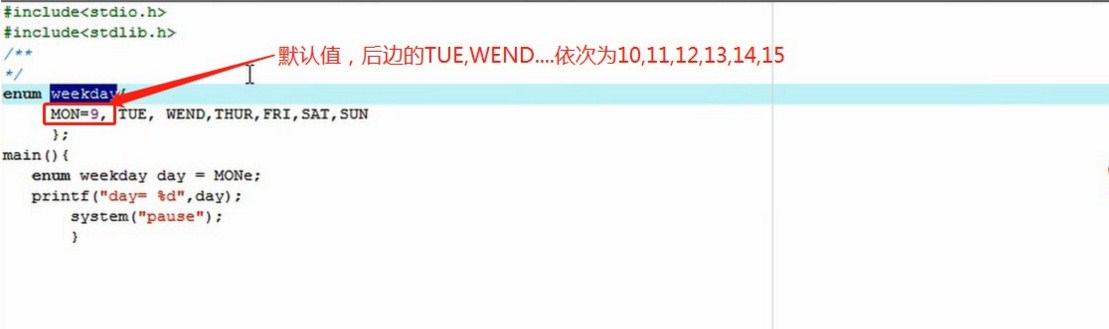 #include<stdio.h>
#include<stdlib.h>
/**
默认值，后边的TUE,WEND....依次为10,11,12,13,14,15
*/
enum weekday{
MON=9, TUE, WEND,THUR,FRI,SAT,SUN
};
main(){
enum weekday day = MONe;
printf("day= %d",day);
system("pause");
}